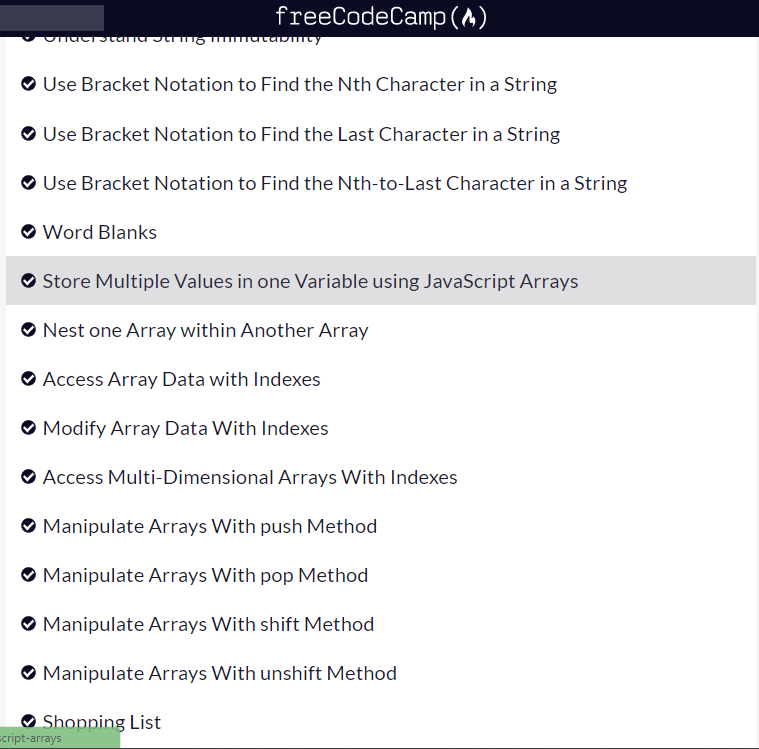 freeCodeCamp
Understand String Immutability
Use Bracket Notation to Find the Nth Character in a String
Use Bracket Notation to Find the Last Character in a String
Use Bracket Notation to Find the Nth-to-Last Character in a String
Word Blanks
Store Multiple Values in one Variable using JavaScript Arrays
Nest one Array within Another Array
Access Array Data with Indexes
Modify Array Data With Indexes
Access Multi-Dimensional Arrays With Indexes
Manipulate Arrays With push Method
Manipulate Arrays With pop Method
Manipulate Arrays With shift Method
Manipulate Arrays With unshift Method
Shopping List
script-arrays